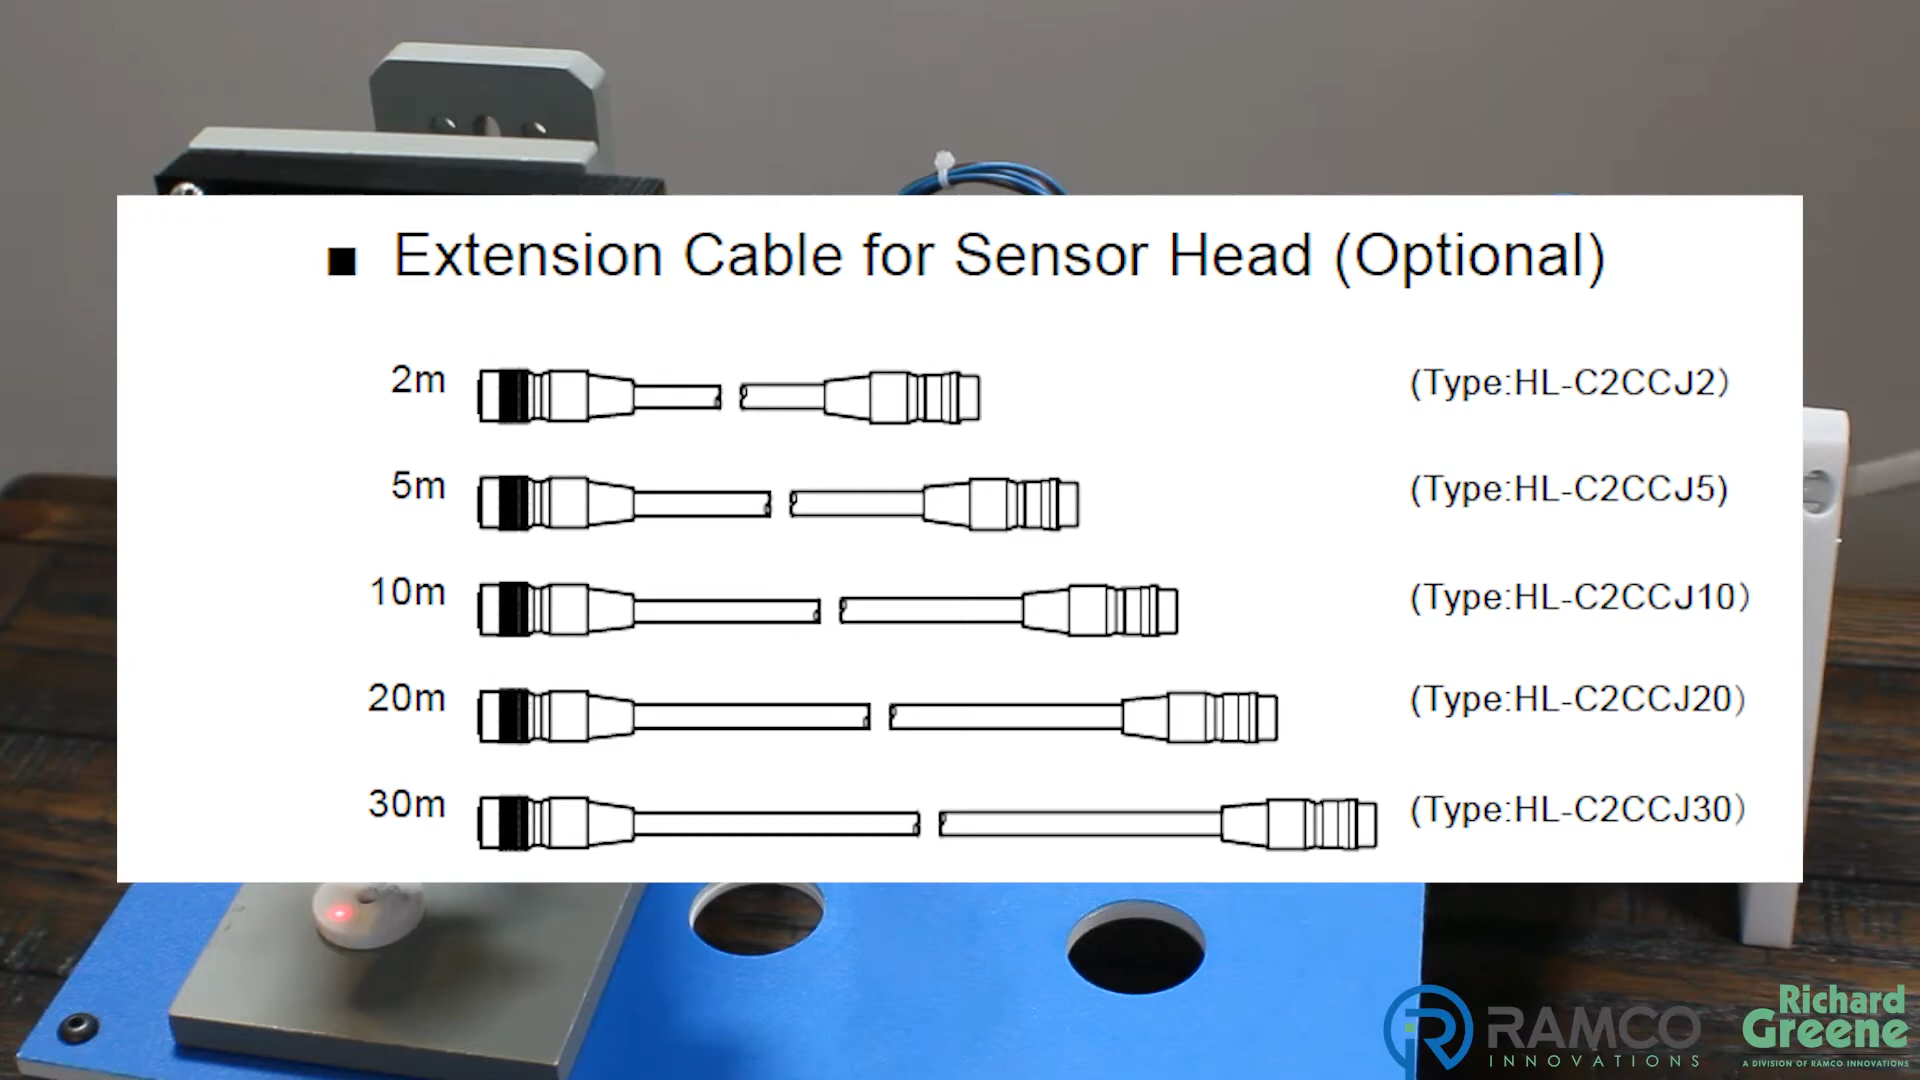 ■ Extension Cable for Sensor Head (Optional)
2m (Type:HL-C2CCJ2)
5m (Type:HL-C2CCJ5)
10m (Type:HL-C2CCJ10)
20m (Type:HL-C2CCJ20)
30m (Type:HL-C2CCJ30)
RAMCO
INNOVATIONS
Richard
Greene
A DIVISION OF RAMCO INNOVATIONS